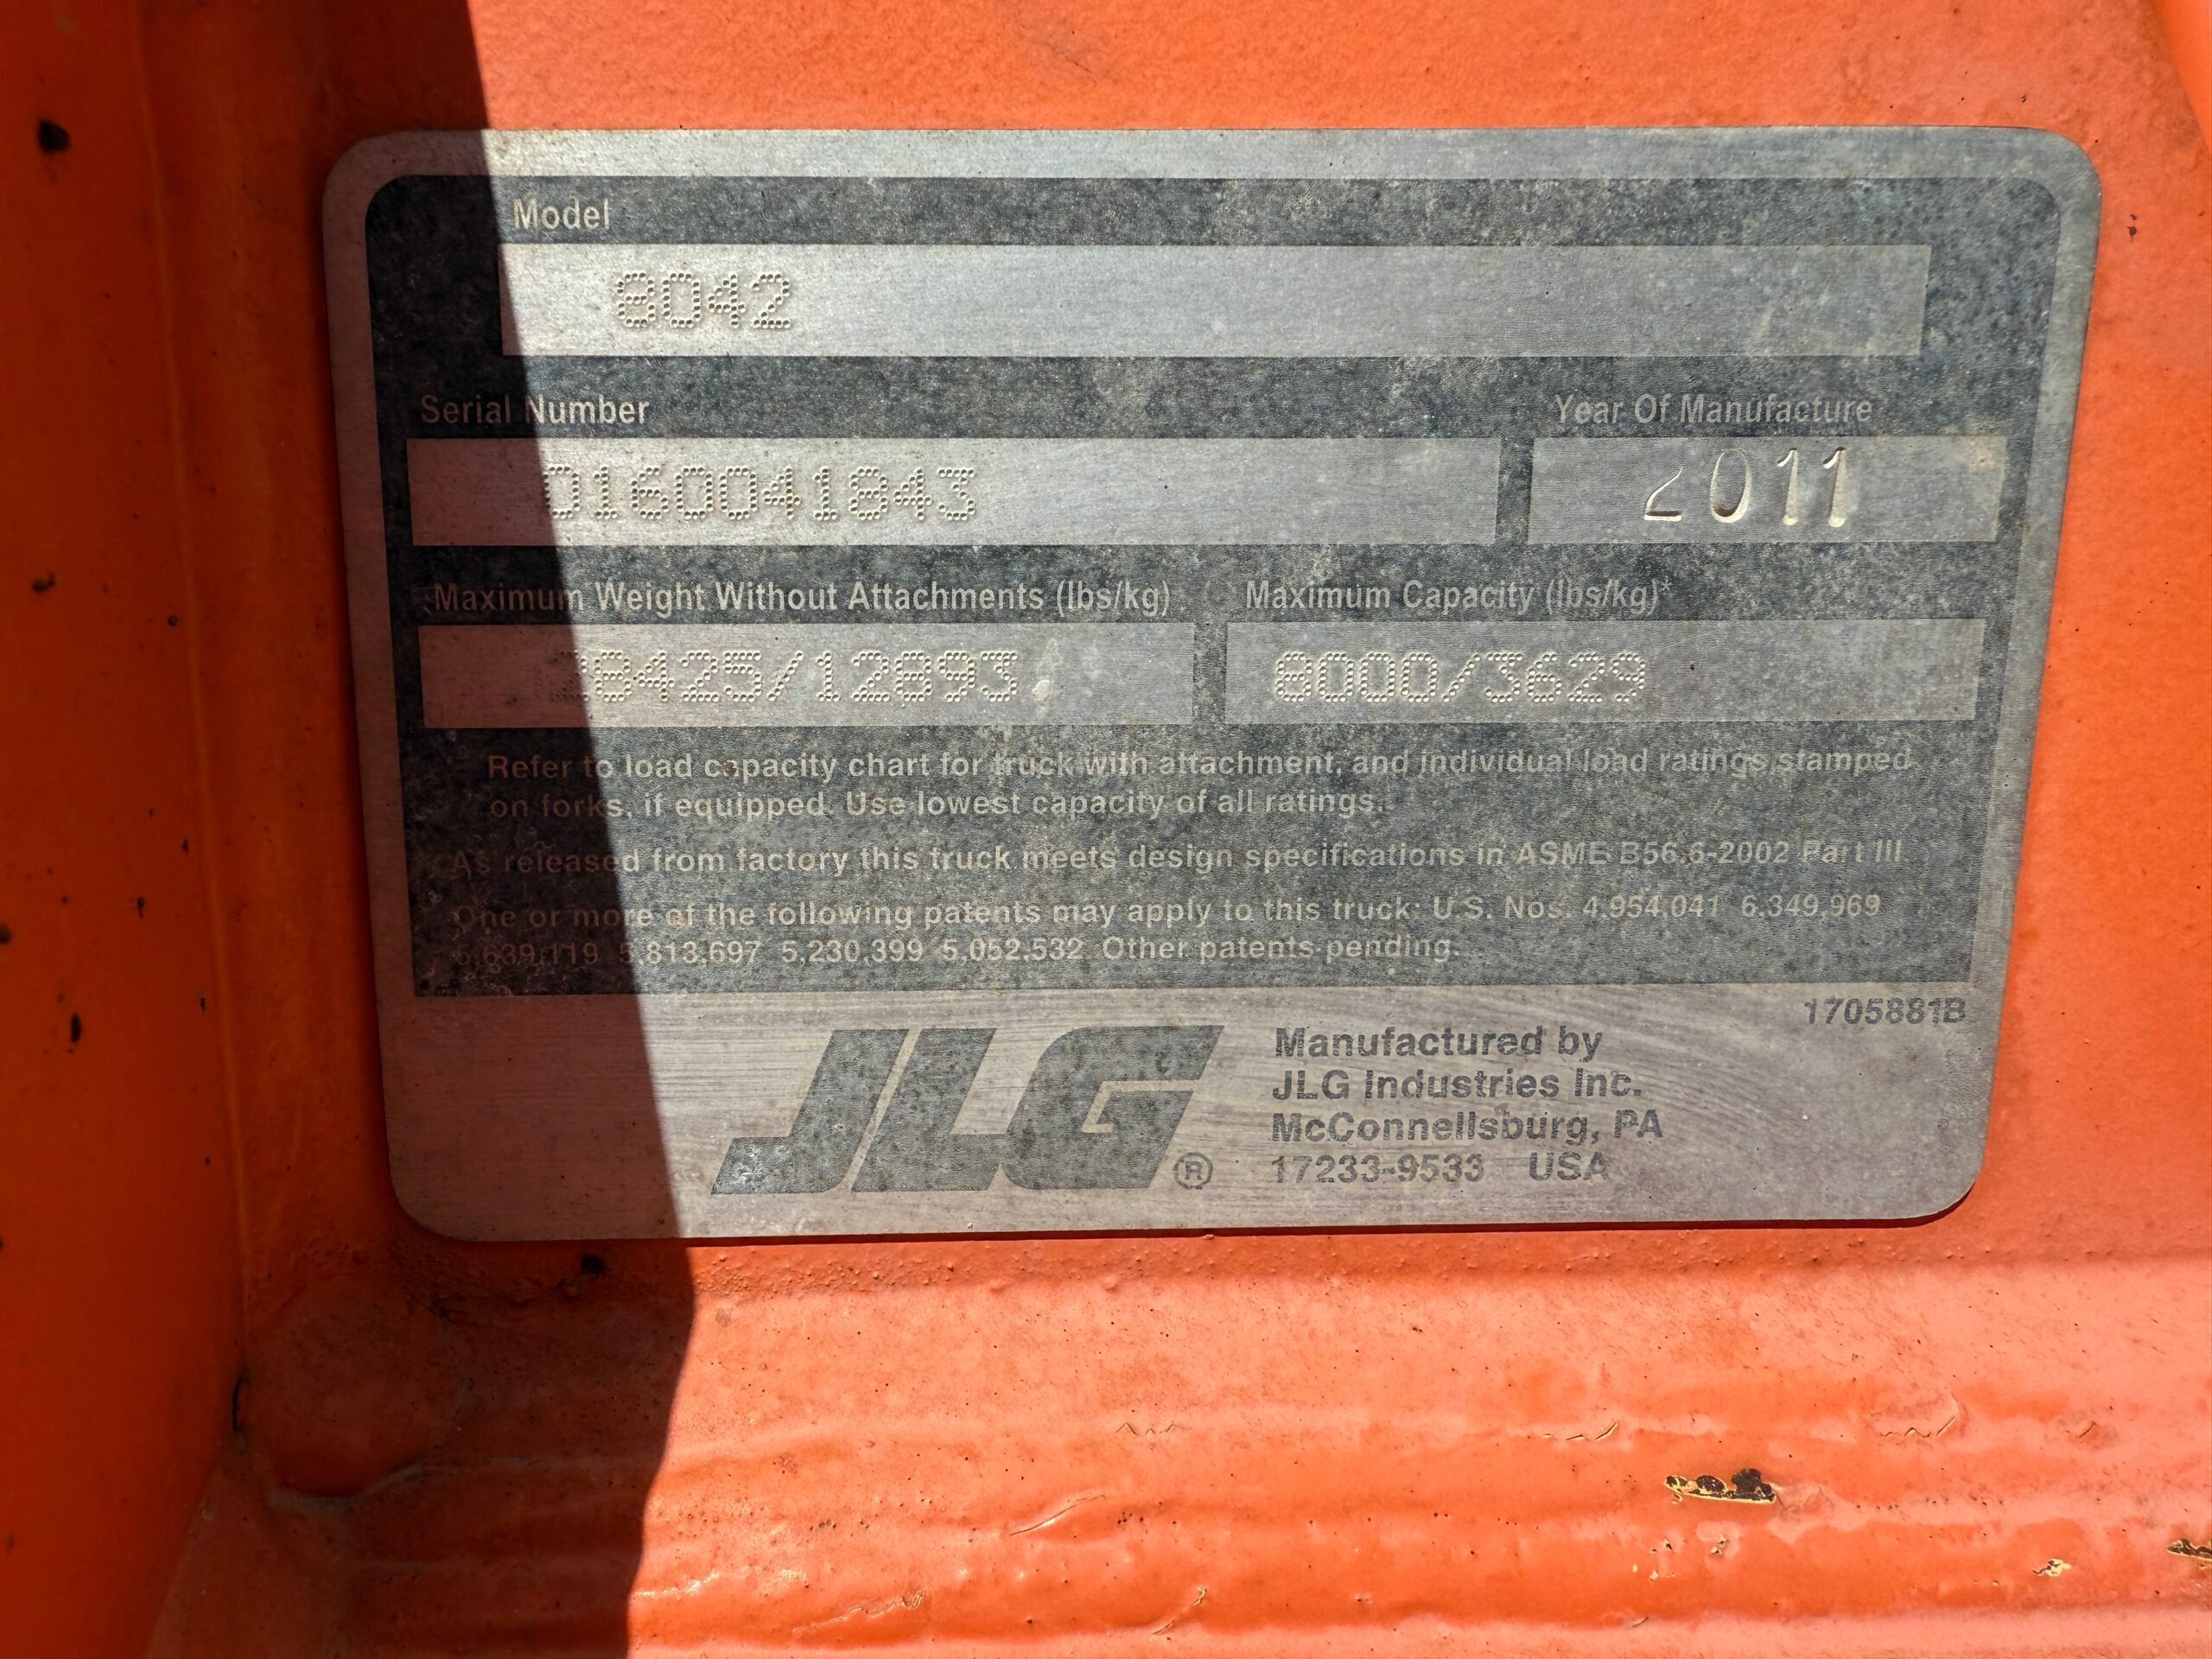 Model
8042
Serial Number
Year Of Manufacture
0160041843
2011
Maximum Weight Without Attachments (lbs/kg)
Maximum Capacity (lbs/kg)*
28425/12893
8000/3629
Refer to load capacity chart for truck with attachment, and individual load ratings stamped
on forks, if equipped. Use lowest capacity of all ratings.
As released from factory this truck meets design specifications in ASME B56.6-2002 Part III
One or more of the following patents may apply to this truck: U.S. Nos. 4,954,041 6,349,969
5,639,119 5,813,697 5,230,399 5,052,532 Other patents pending.
1705881B
JLG®
Manufactured by
JLG Industries Inc.
McConnellsburg, PA
17233-9533 USA